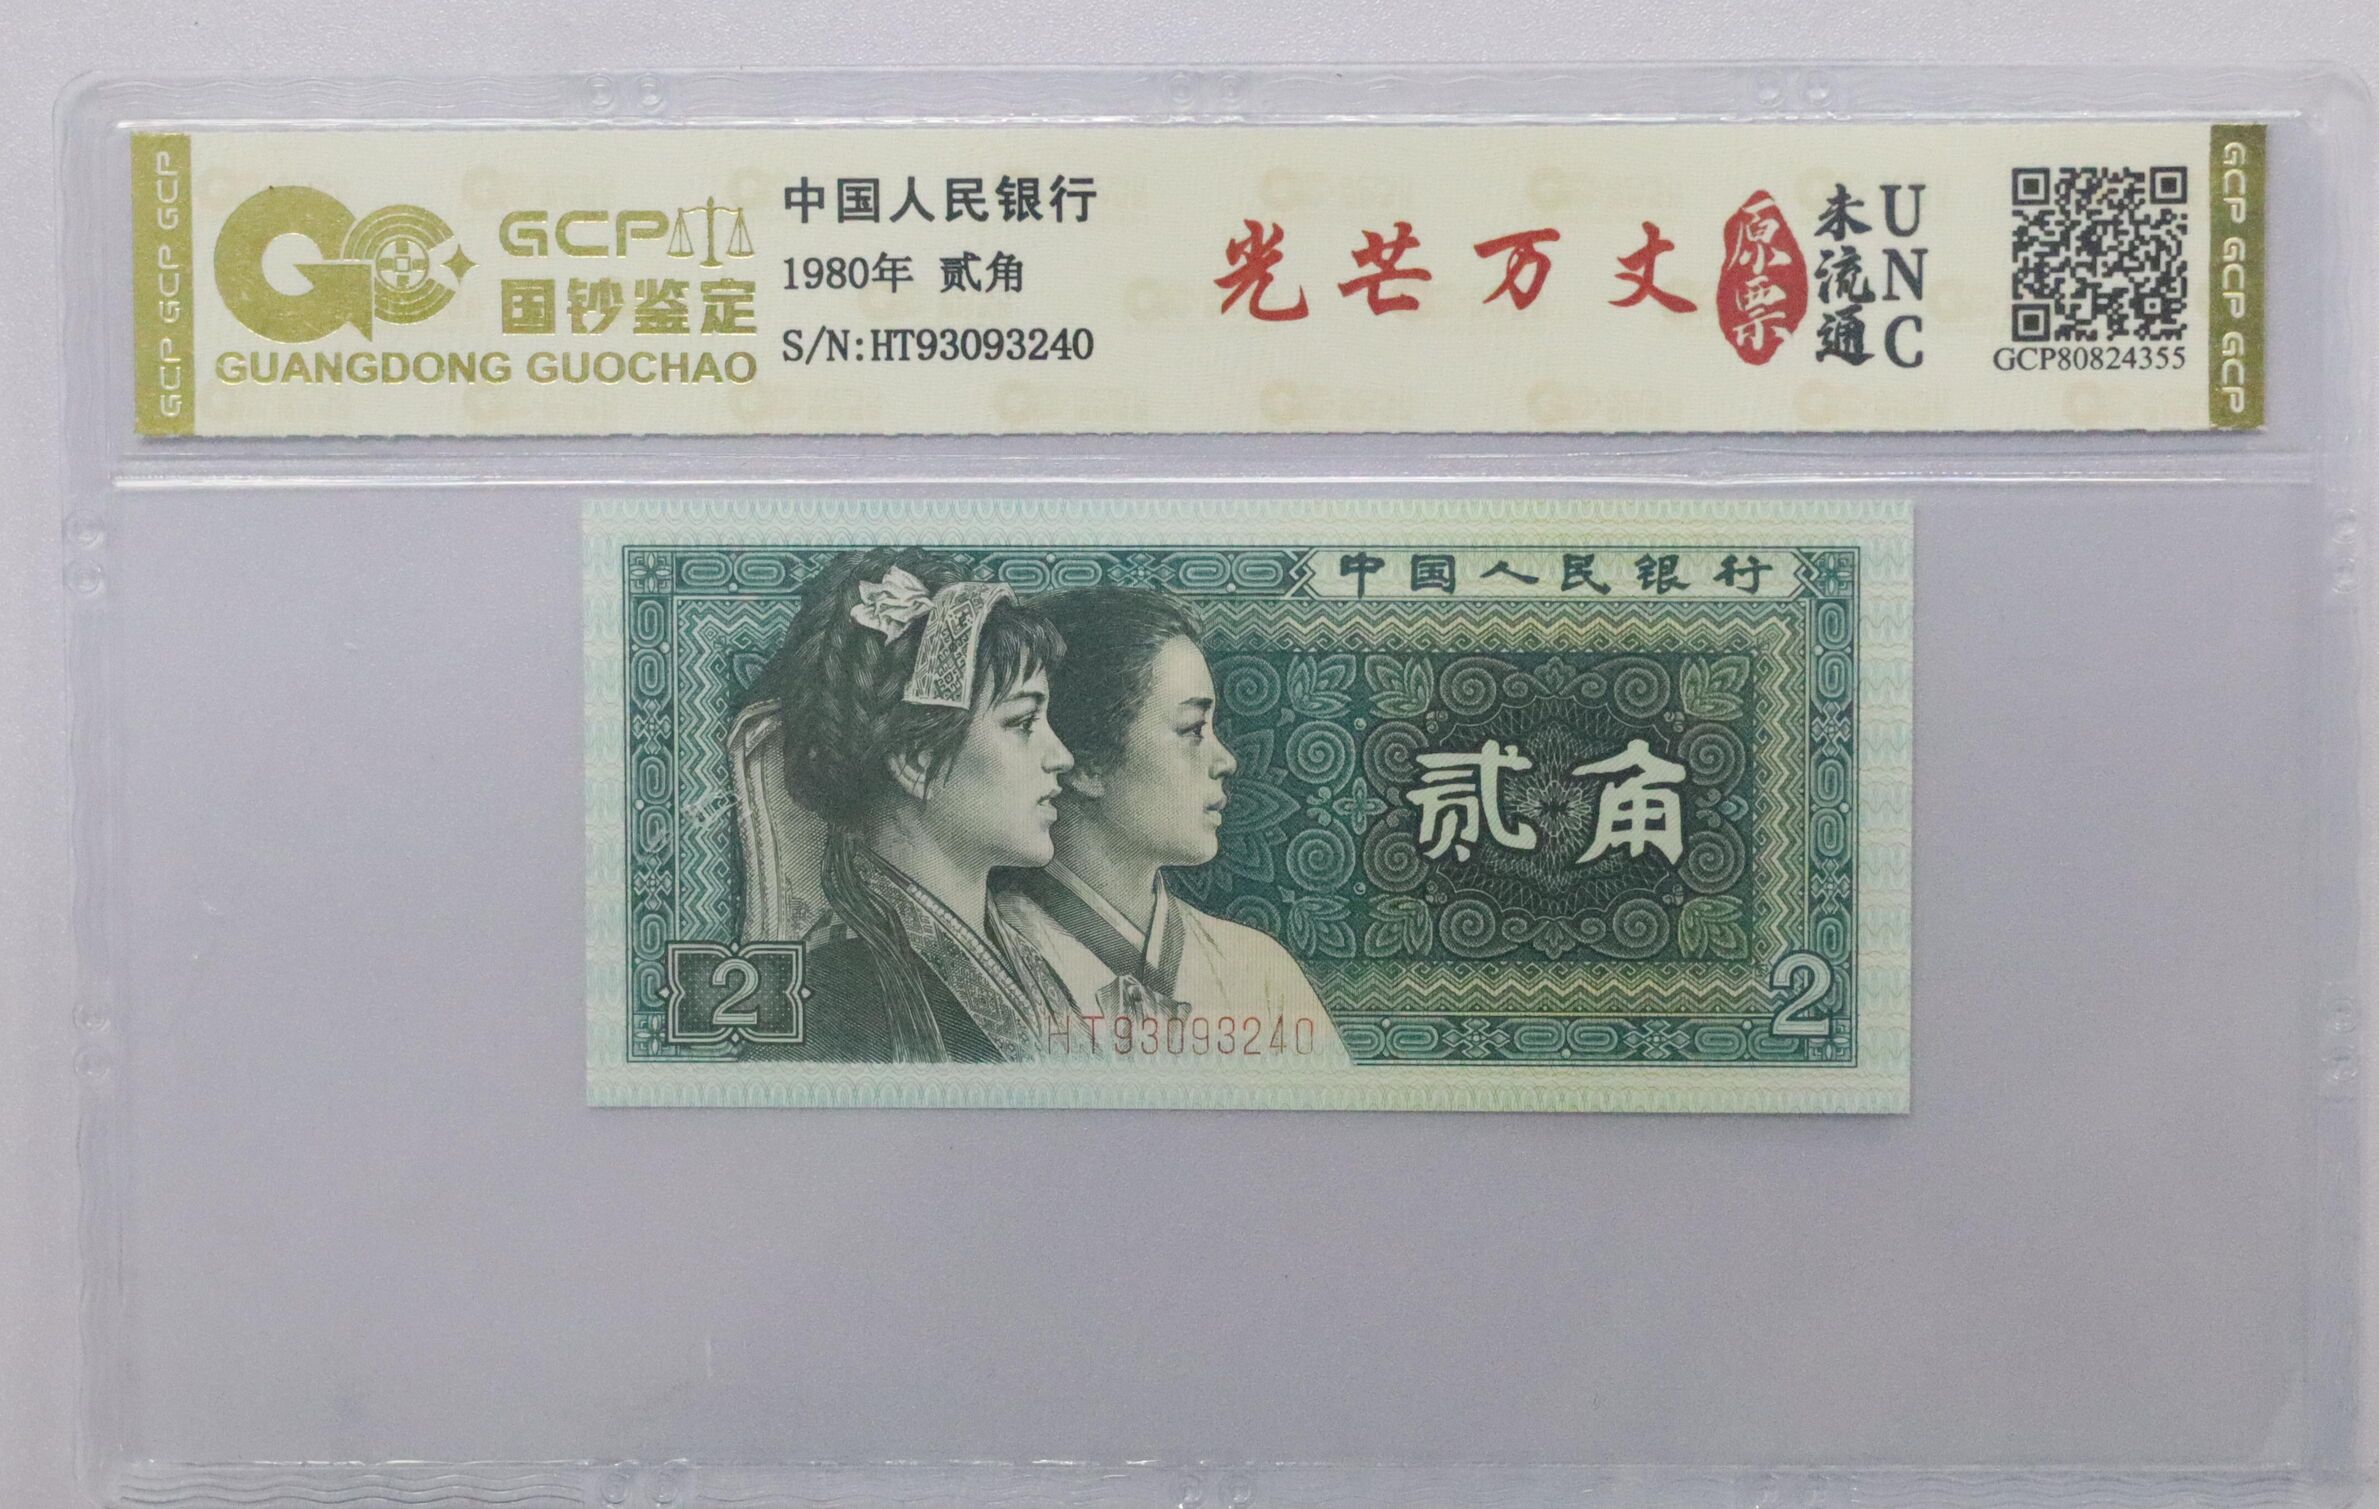 GCP GCP GCP
GCP
国钞鉴定
GUANGDONG GUOCHAO
中国人民银行
1980年 贰角
S/N:HT93093240
光芒万丈
原票
未流通
UNC
GCP80824355
GCP GCP GCP
中国人民银行
贰角
2
HT93093240
2